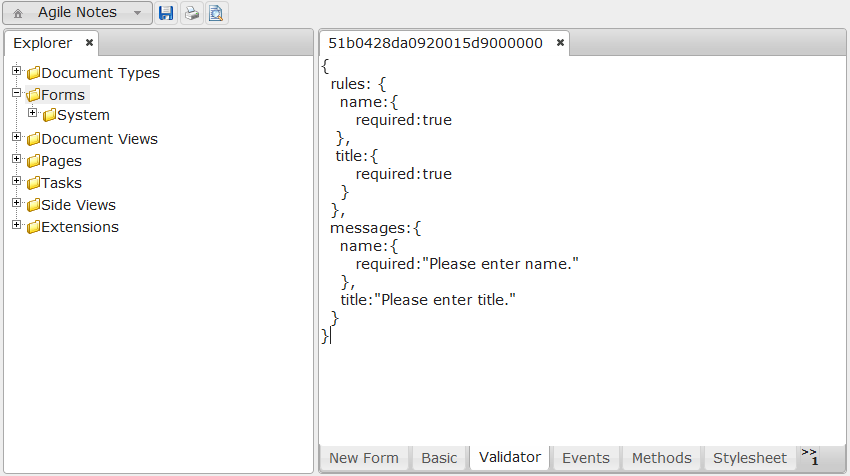 Agile Notes
Explorer
51b0428da0920015d9000000
Document Types
Forms
System
Document Views
Pages
Tasks
Side Views
Extensions
{
rules: {
name:{
required:true
},
title:{
required:true
}
},
messages:{
name:{
required:"Please enter name."
},
title:"Please enter title."
}
}
New Form Basic Validator Events Methods Stylesheet >>1